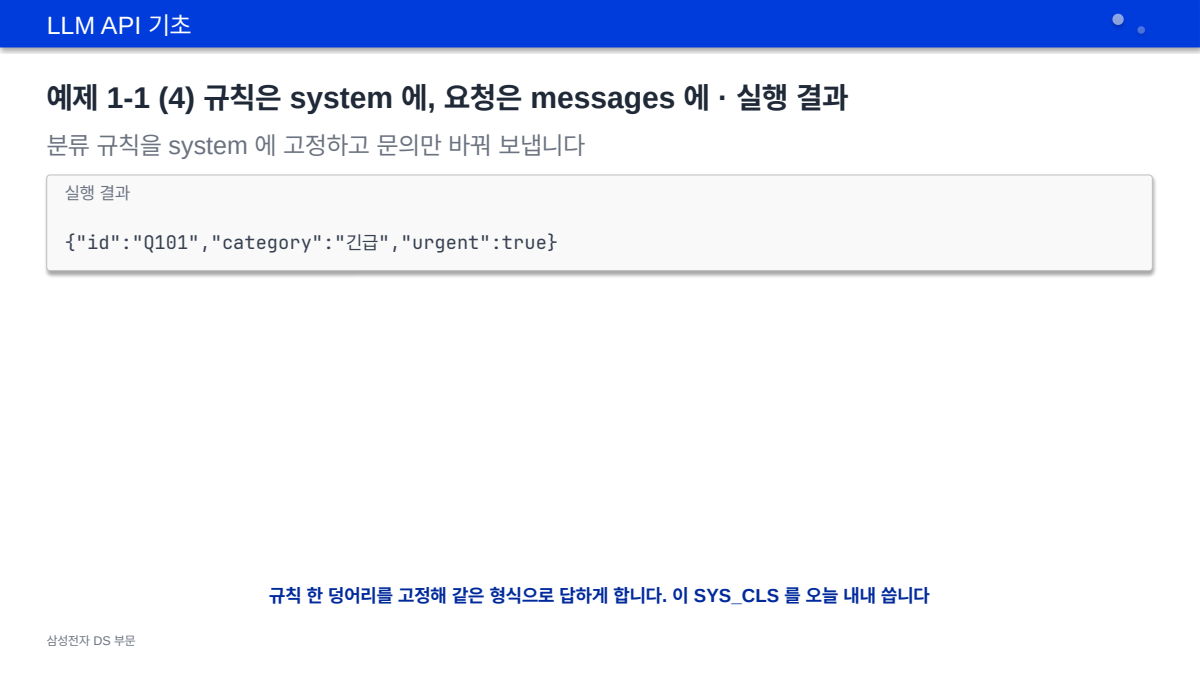 LLM API 기초
예제 1-1 (4) 규칙은 system 에, 요청은 messages 에 · 실행 결과
분류 규칙을 system 에 고정하고 문의만 바꿔 보냅니다
실행 결과
{"id":"Q101","category":"긴급","urgent":true}
규칙 한 덩어리를 고정해 같은 형식으로 답하게 합니다. 이 SYS_CLS 를 오늘 내내 씁니다
삼성전자 DS 부문